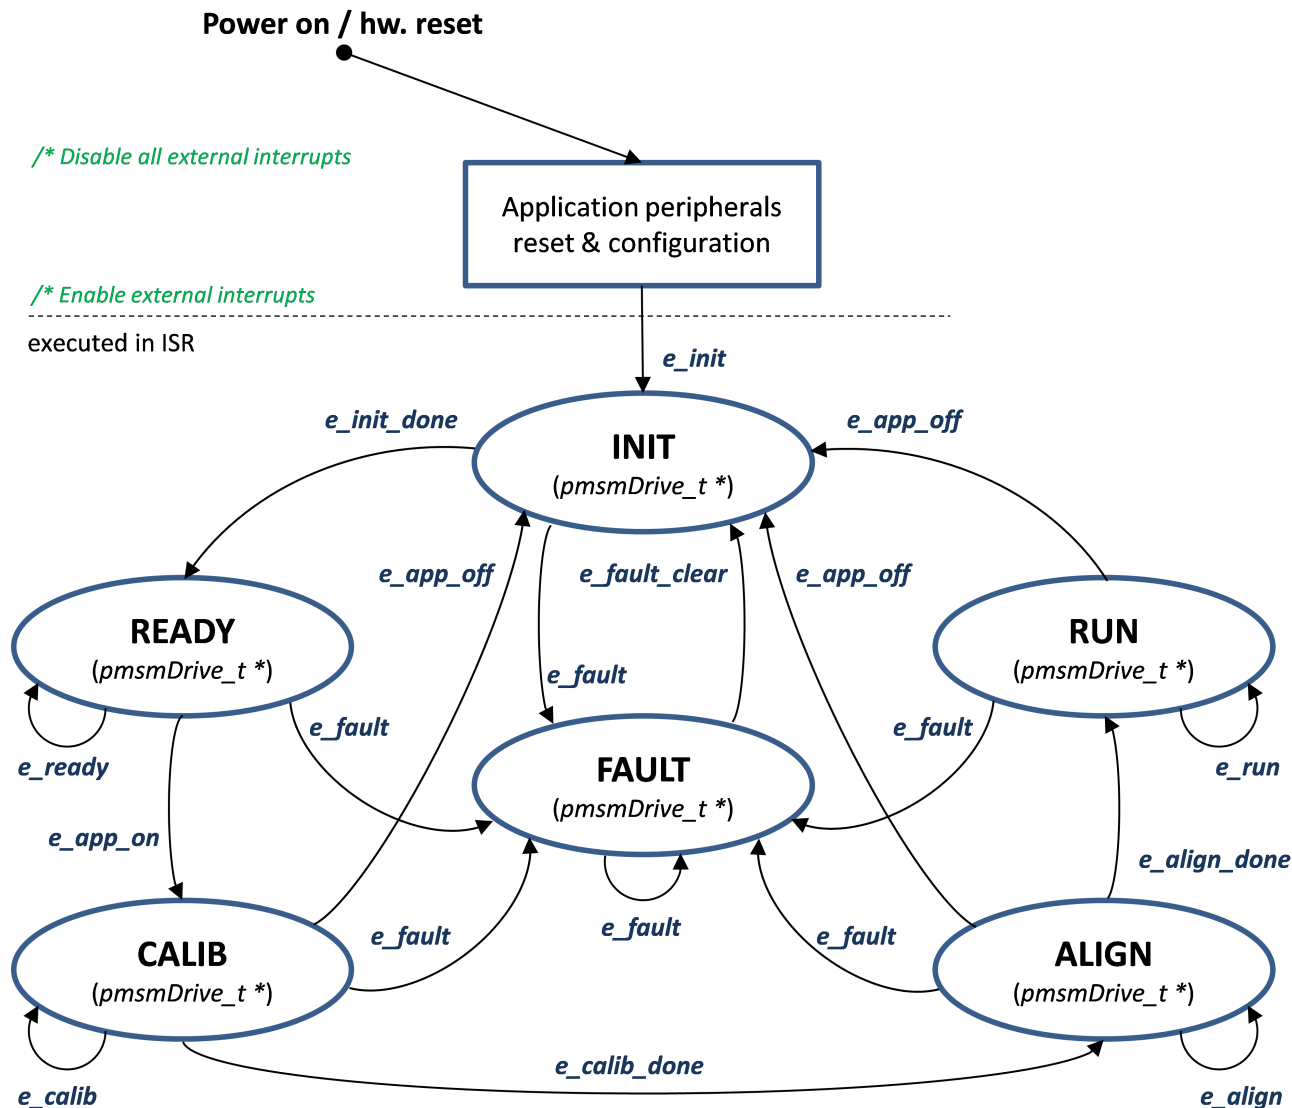 Power on / hw. reset
/* Disable all external interrupts
Application peripherals
reset & configuration
/* Enable external interrupts
executed in ISR
e_init
e_init_done
e_app_off
INIT
(pmsmDrive_t *)
e_app_off
e_fault_clear
e_app_off
READY
(pmsmDrive_t *)
RUN
(pmsmDrive_t *)
e_fault
e_fault
e_fault
e_ready
e_run
FAULT
(pmsmDrive_t *)
e_app_on
e_align_done
e_fault
e_fault
e_fault
CALIB
(pmsmDrive_t *)
ALIGN
(pmsmDrive_t *)
e_calib_done
e_calib
e_align